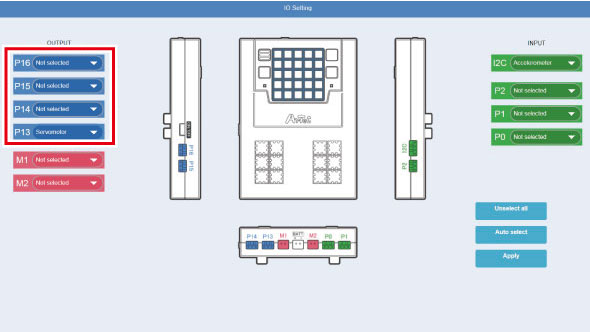 IO Setting
OUTPUT
P16 Not selected
P15 Not selected
P14 Not selected
P13 Servomotor
M1 Not selected
M2 Not selected
P16
P15
Artec
I2C
P2
P14 P13 M1 BATT M2 P0 P1
INPUT
I2C Accelerometer
P2 Not selected
P1 Not selected
P0 Not selected
Unselect all
Auto select
Apply